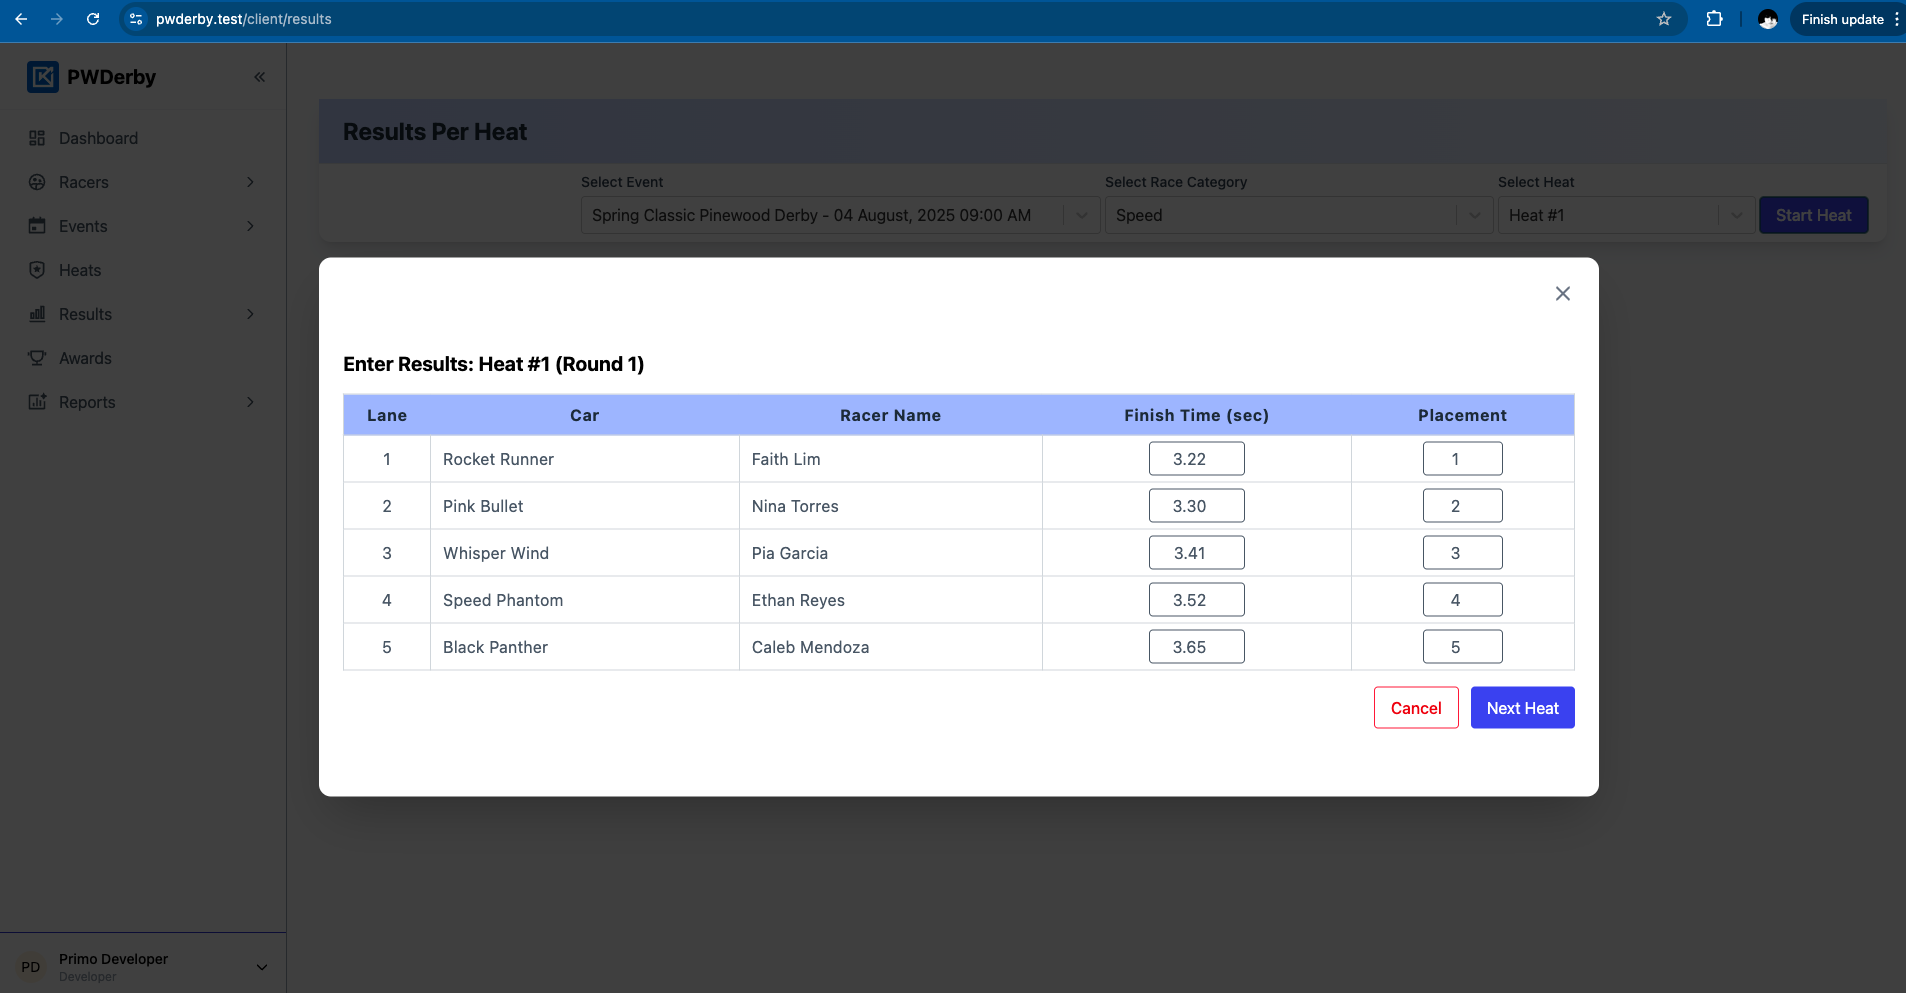 pwderby.test/client/results
Finish update
PWDerby
Dashboard
Racers
Events
Heats
Results
Awards
Reports
Results Per Heat
Select Event
Select Race Category
Select Heat
Spring Classic Pinewood Derby - 04 August, 2025 09:00 AM
Speed
Heat #1
Start Heat
Enter Results: Heat #1 (Round 1)
Lane Car Racer Name Finish Time (sec) Placement
1 Rocket Runner Faith Lim 3.22 1
2 Pink Bullet Nina Torres 3.30 2
3 Whisper Wind Pia Garcia 3.41 3
4 Speed Phantom Ethan Reyes 3.52 4
5 Black Panther Caleb Mendoza 3.65 5
Cancel
Next Heat
PD
Primo Developer
Developer